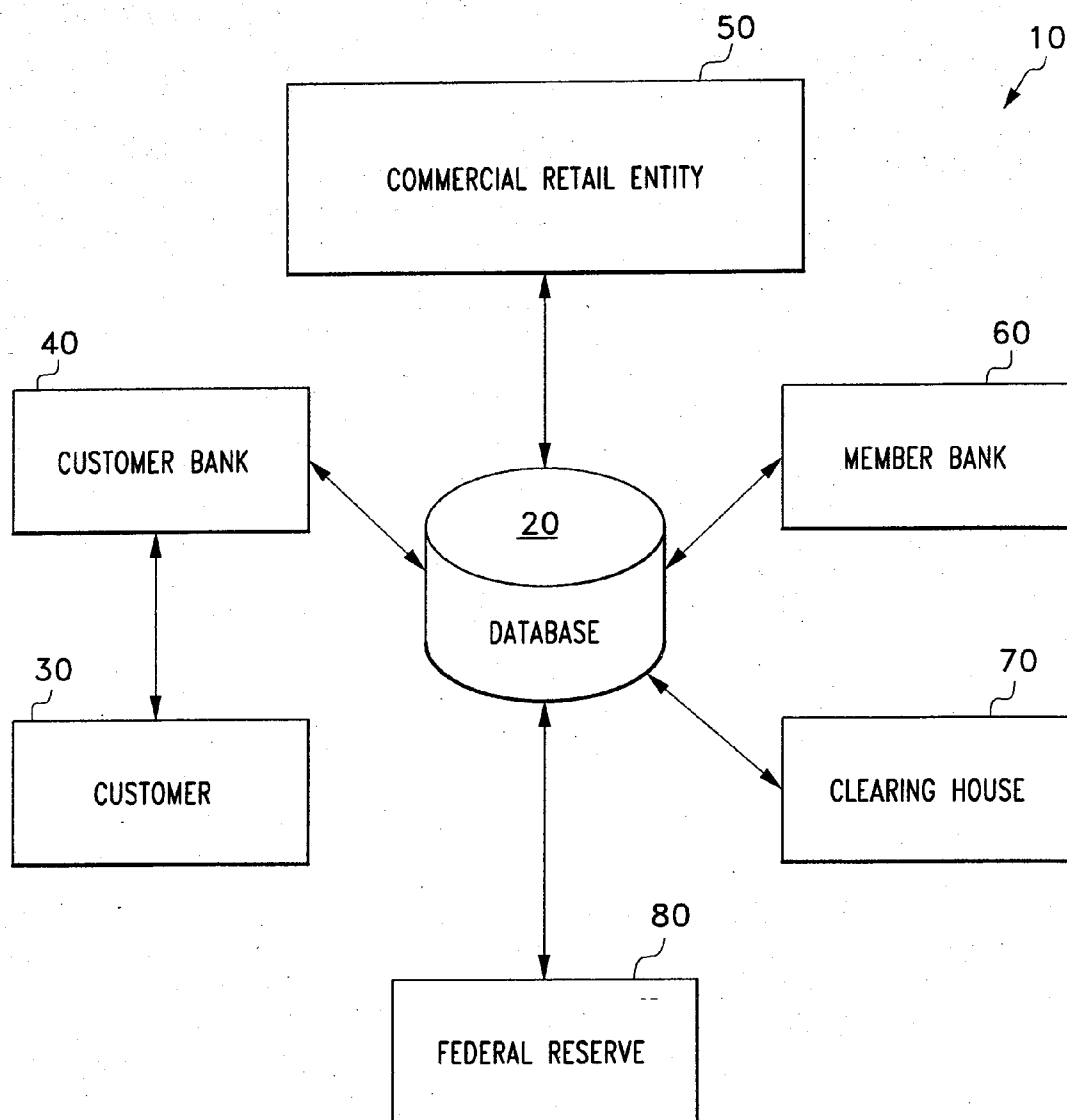 50
10
COMMERCIAL RETAIL ENTITY
40
60
CUSTOMER BANK
MEMBER BANK
20
DATABASE
30
70
CUSTOMER
CLEARING HOUSE
80
FEDERAL RESERVE